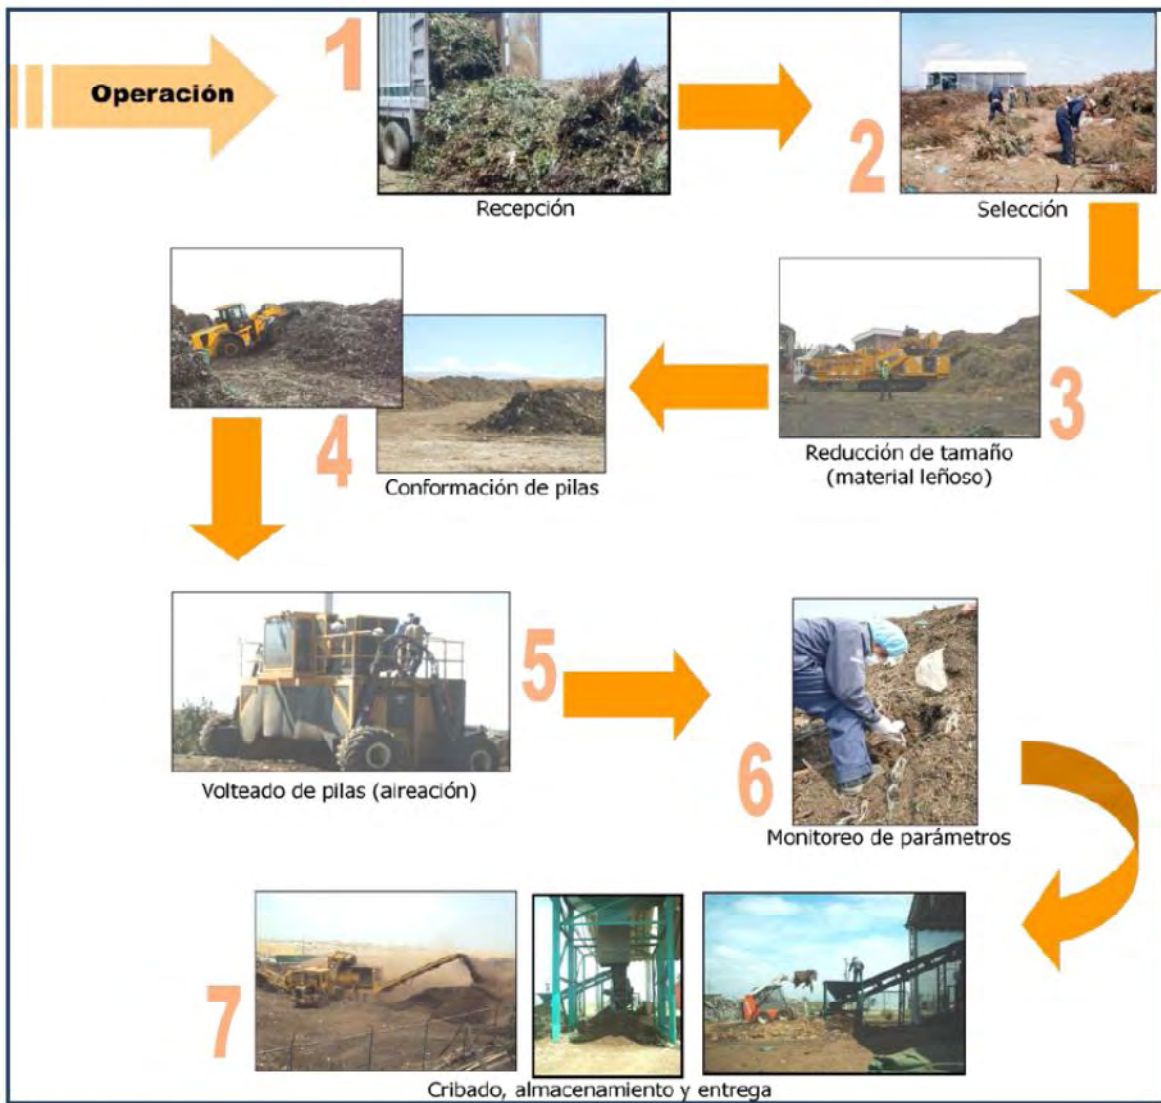 Operación
1
Recepción
2
Selección
3
Reducción de tamaño
(material leñoso)
4
Conformación de pilas
5
Volteado de pilas (aireación)
6
Monitoreo de parámetros
7
Cribado, almacenamiento y entrega